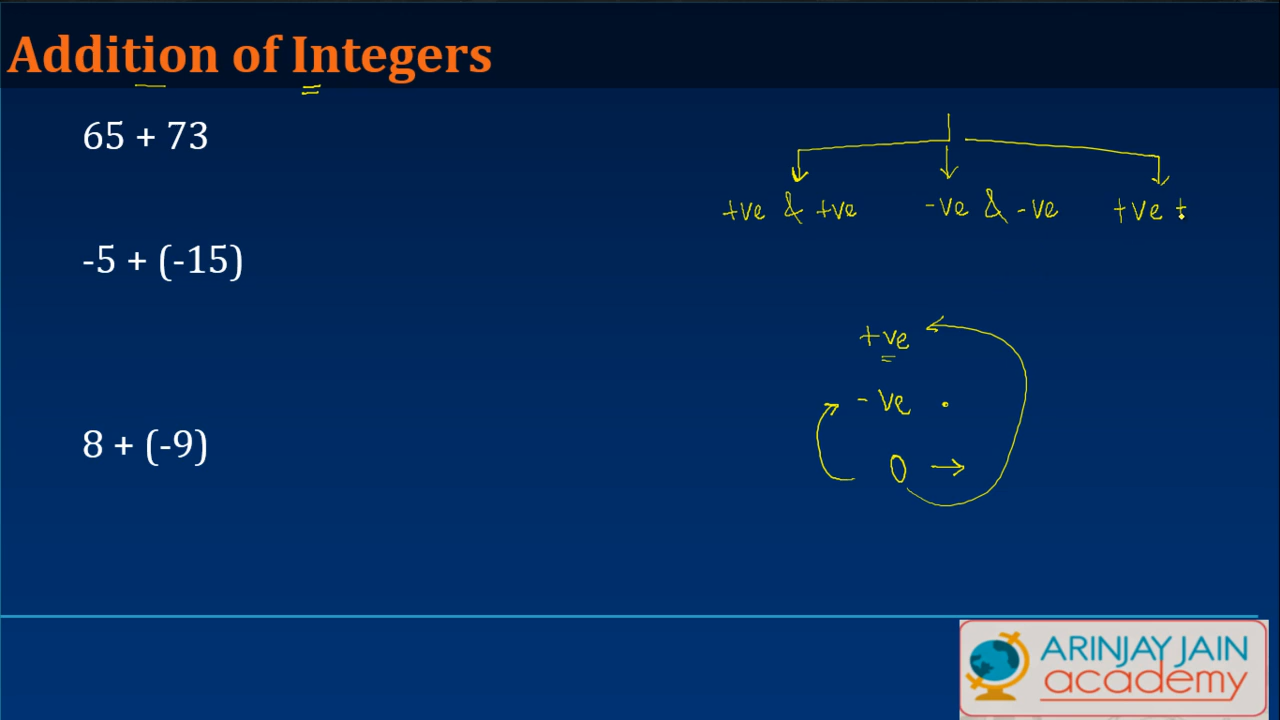 Addition of Integers
65 + 73
-5 + (-15)
8 + (-9)
+ve & +ve
-ve & -ve
+ve +
+ve
-ve .
0 →
ARINJAY JAIN
academy